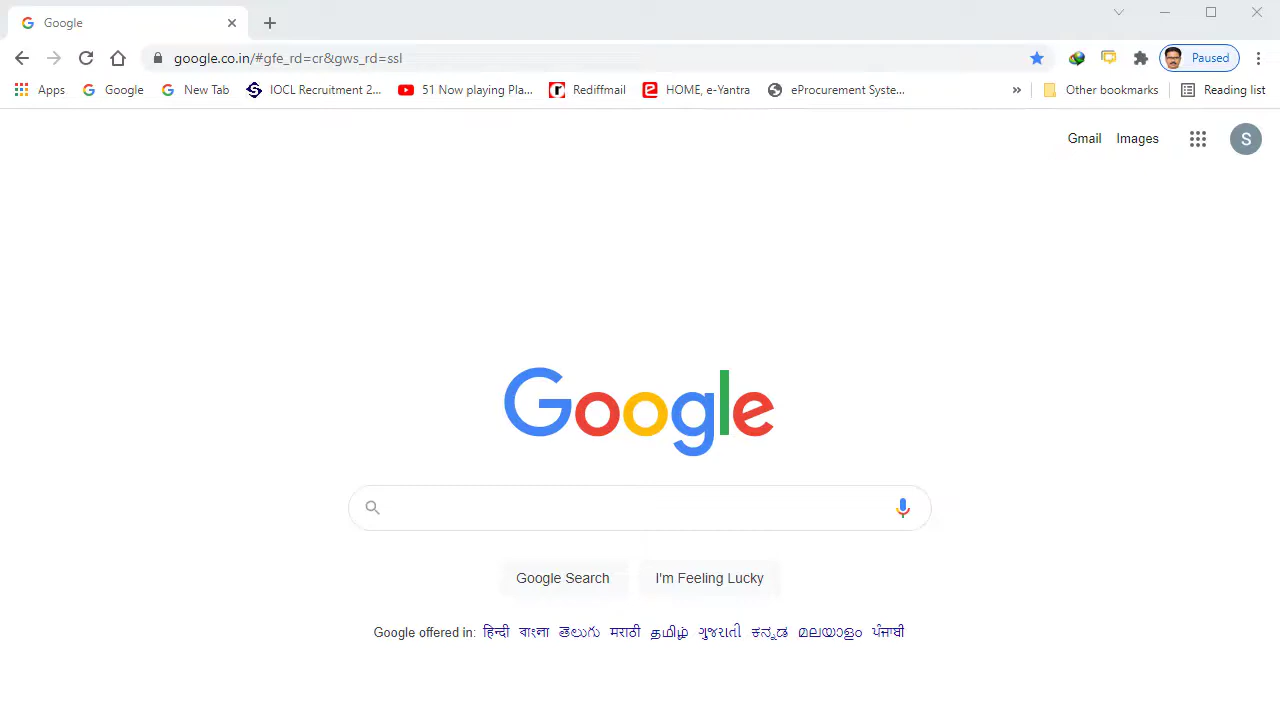 Google
google.co.in/#gfe_rd=cr&gws_rd=ssl
Paused
Apps Google New Tab IOCL Recruitment 2... 51 Now playing Pla... Rediffmail HOME, e-Yantra eProcurement Syste... » Other bookmarks Reading list
Gmail Images S
Google
Google Search I'm Feeling Lucky
Google offered in: हिन्दी বাংলা తెలుగు मराठी தமிழ் ગુજરાતી ಕನ್ನಡ മലയാളം ਪੰਜਾਬੀ